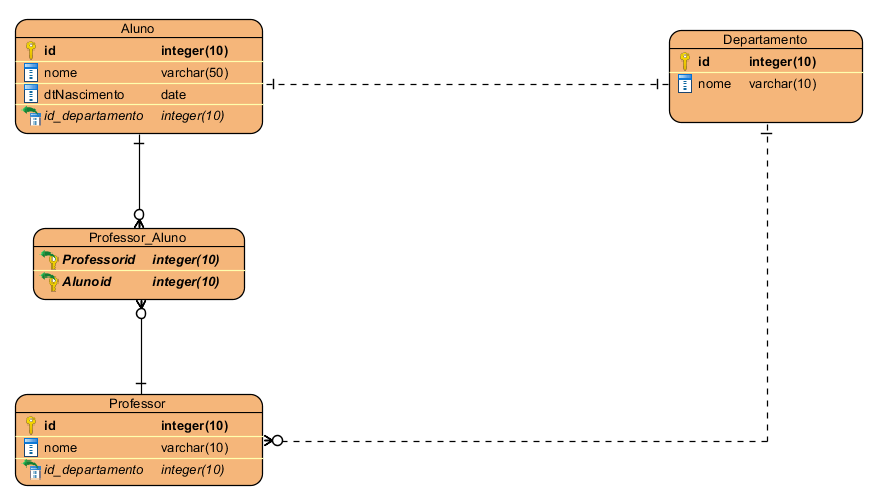 Aluno
id integer(10)
nome varchar(50)
dtNascimento date
id_departamento integer(10)
Departamento
id integer(10)
nome varchar(10)
Professor_Aluno
Professorid integer(10)
Alunoid integer(10)
Professor
id integer(10)
nome varchar(10)
id_departamento integer(10)